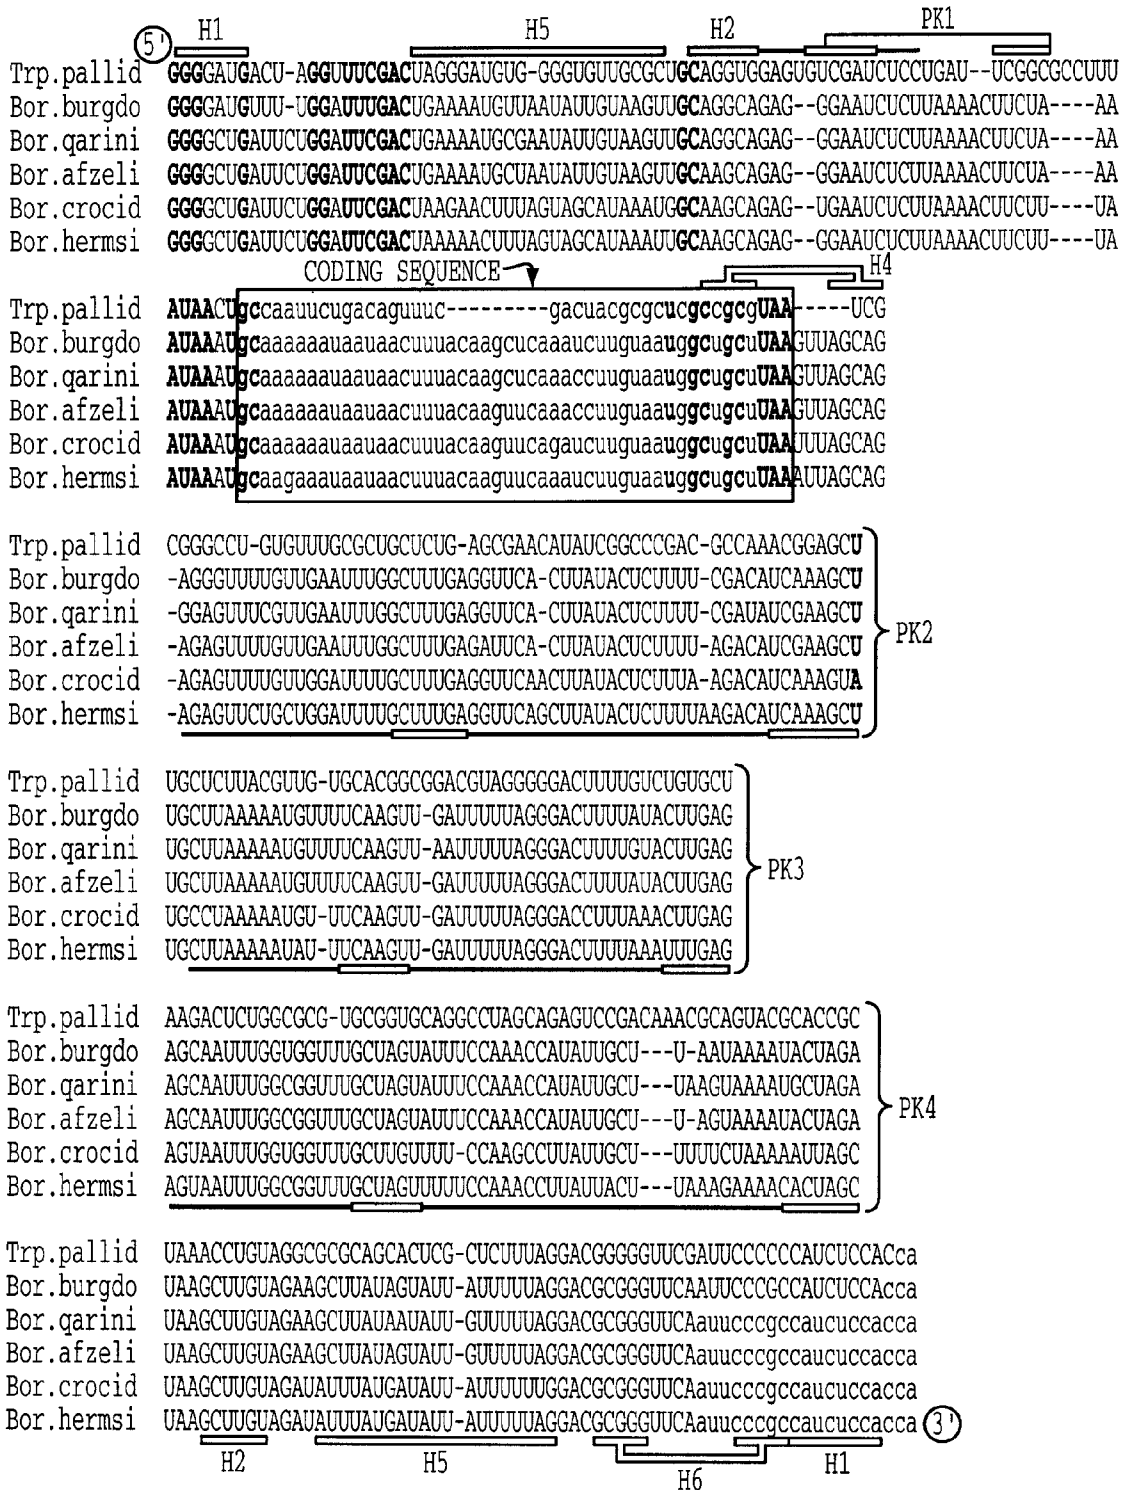 5' H1 H5 H2 PK1
Trp.pallid GGGGAUGACU-AGGUUUCGACUAGGGAUGUG-GGGUGUUGCGCUGCAGGUGGAGUGUCGAUCUCCUGAU--UCGGCGCCUUU
Bor.burgdo GGGGAUGUUU-UGGAUUUGACUGAAAAUGUUAAUAUUGUAAGUUGCAGGCAGAG--GGAAUCUCUUAAAACUUCUA----AA
Bor.qarini GGGGCUGAUUCUGGAUUCGACUGAAAAUGCGAAUAUUGUAAGUUGCAGGCAGAG--GGAAUCUCUUAAAACUUCUA----AA
Bor.afzeli GGGGCUGAUUCUGGAUUCGACUGAAAAUGCUAAUAUUGUAAGUUGCAAGCAGAG--GGAAUCUCUUAAAACUUCUA----AA
Bor.crocid GGGGCUGAUUCUGGAUUCGACUAAGAACUUUAGUAGCAUAAAUGGCAAGCAGAG--UGAAUCUCUUAAAACUUCUU----UA
Bor.hermsi GGGGCUGAUUCUGGAUUCGACUAAAAACUUUAGUAGCAUAAAUUGCAAGCAGAG--GGAAUCUCUUAAAACUUCUU----UA
CODING SEQUENCE H4
Trp.pallid AUAACUgccaauucugacaguuuc---------gacuacgcgcucgccgcgUAA-----UCG
Bor.burgdo AUAAAUgcaaaaaauaauaacuuuacaagcucaaaucuuguaauggcugcuUAAGUUAGCAG
Bor.qarini AUAAAUgcaaaaaauaauaacuuuacaagcucaaaccuuguaauggcugcuUAAGUUAGCAG
Bor.afzeli AUAAAUgcaaaaaauaauaacuuuacaaguucaaaccuuguaauggcugcuUAAGUUAGCAG
Bor.crocid AUAAAUgcaaaaaauaauaacuuuacaaguucagaucuuguaauggcugcuUAAUUUAGCAG
Bor.hermsi AUAAAUgcaagaaauaauaacuuuacaaguucaaaucuuguaauggcugcuUAAAUUAGCAG
Trp.pallid CGGGCCU-GUGUUUGCGCUGCUCUG-AGCGAACAUAUCGGCCCGAC-GCCAAACGGAGCU
Bor.burgdo -AGGGUUUUGUUGAAUUUGGCUUUGAGGUUCA-CUUAUACUCUUUU-CGACAUCAAAGCU
Bor.qarini -GGAGUUUCGUUGAAUUUGGCUUUGAGGUUCA-CUUAUACUCUUUU-CGAUAUCGAAGCU
Bor.afzeli -AGAGUUUUGUUGAAUUUGGCUUUGAGAUUCA-CUUAUACUCUUUU-AGACAUCGAAGCU
Bor.crocid -AGAGUUUUGUUGGAUUUUGCUUUGAGGUUCAACUUAUACUCUUUA-AGACAUCAAAGUA
Bor.hermsi -AGAGUUCUGCUGGAUUUUGCUUUGAGGUUCAGCUUAUACUCUUUUAAGACAUCAAAGCU
PK2
Trp.pallid UGCUCUUACGUUG-UGCACGGCGGACGUAGGGGGACUUUUGUCUGUGCU
Bor.burgdo UGCUUAAAAAUGUUUUCAAGUU-GAUUUUUAGGGACUUUUAUACUUGAG
Bor.qarini UGCUUAAAAAUGUUUUCAAGUU-AAUUUUUAGGGACUUUUGUACUUGAG
Bor.afzeli UGCUUAAAAAUGUUUUCAAGUU-GAUUUUUAGGGACUUUUAUACUUGAG
Bor.crocid UGCCUAAAAAUGU-UUCAAGUU-GAUUUUUAGGGACCUUUAAACUUGAG
Bor.hermsi UGCUUAAAAAUAU-UUCAAGUU-GAUUUUUAGGGACUUUUAAAUUUGAG
PK3
Trp.pallid AAGACUCUGGCGCG-UGCGGUGCAGGCCUAGCAGAGUCCGACAAACGCAGUACGCACCGC
Bor.burgdo AGCAAUUUGGUGGUUUGCUAGUAUUUCCAAACCAUAUUGCU---U-AAUAAAAUACUAGA
Bor.qarini AGCAAUUUGGCGGUUUGCUAGUAUUUCCAAACCAUAUUGCU---UAAGUAAAAUGCUAGA
Bor.afzeli AGCAAUUUGGCGGUUUGCUAGUAUUUCCAAACCAUAUUGCU---U-AGUAAAAUACUAGA
Bor.crocid AGUAAUUUGGUGGUUUGCUUGUUUU-CCAAGCCUUAUUGCU---UUUUCUAAAAAUUAGC
Bor.hermsi AGUAAUUUGGCGGUUUGCUAGUUUUUCCAAACCUUAUUACU---UAAAGAAAACACUAGC
PK4
Trp.pallid UAAACCUGUAGGCGCGCAGCACUCG-CUCUUUAGGACGGGGGUUCGAUUCCCCCCAUCUCCACca
Bor.burgdo UAAGCUUGUAGAAGCUUAUAGUAUU-AUUUUUAGGACGCGGGUUCAAUUCCCGCCAUCUCCACca
Bor.qarini UAAGCUUGUAGAAGCUUAUAAUAUU-GUUUUUAGGACGCGGGUUCAauucccgccaucuccacca
Bor.afzeli UAAGCUUGUAGAAGCUUAUAGUAUU-GUUUUUAGGACGCGGGUUCAauucccgccaucuccacca
Bor.crocid UAAGCUUGUAGAUAUUUAUGAUAUU-AUUUUUUGGACGCGGGUUCAauucccgccaucuccacca
Bor.hermsi UAAGCUUGUAGAUAUUUAUGAUAUU-AUUUUUAGGACGCGGGUUCAauucccgccaucuccacca 3'
H2 H5 H6 H1